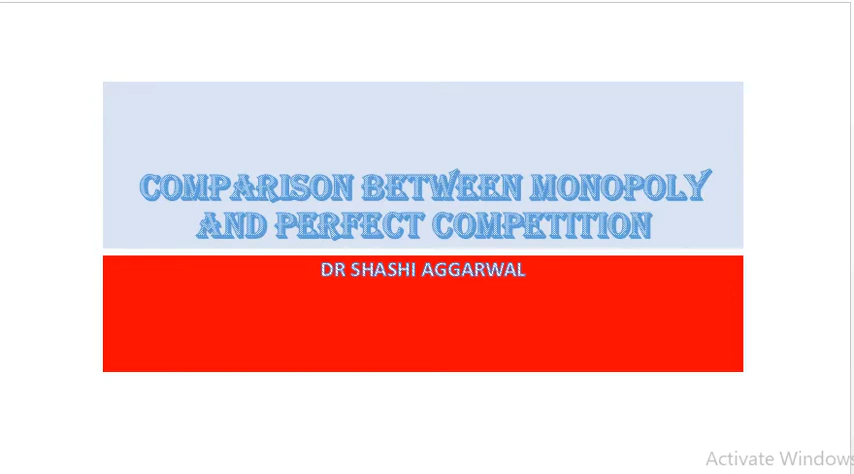 COMPARISON BETWEEN MONOPOLY
AND PERFECT COMPETITION
DR SHASHI AGGARWAL
Activate Windows